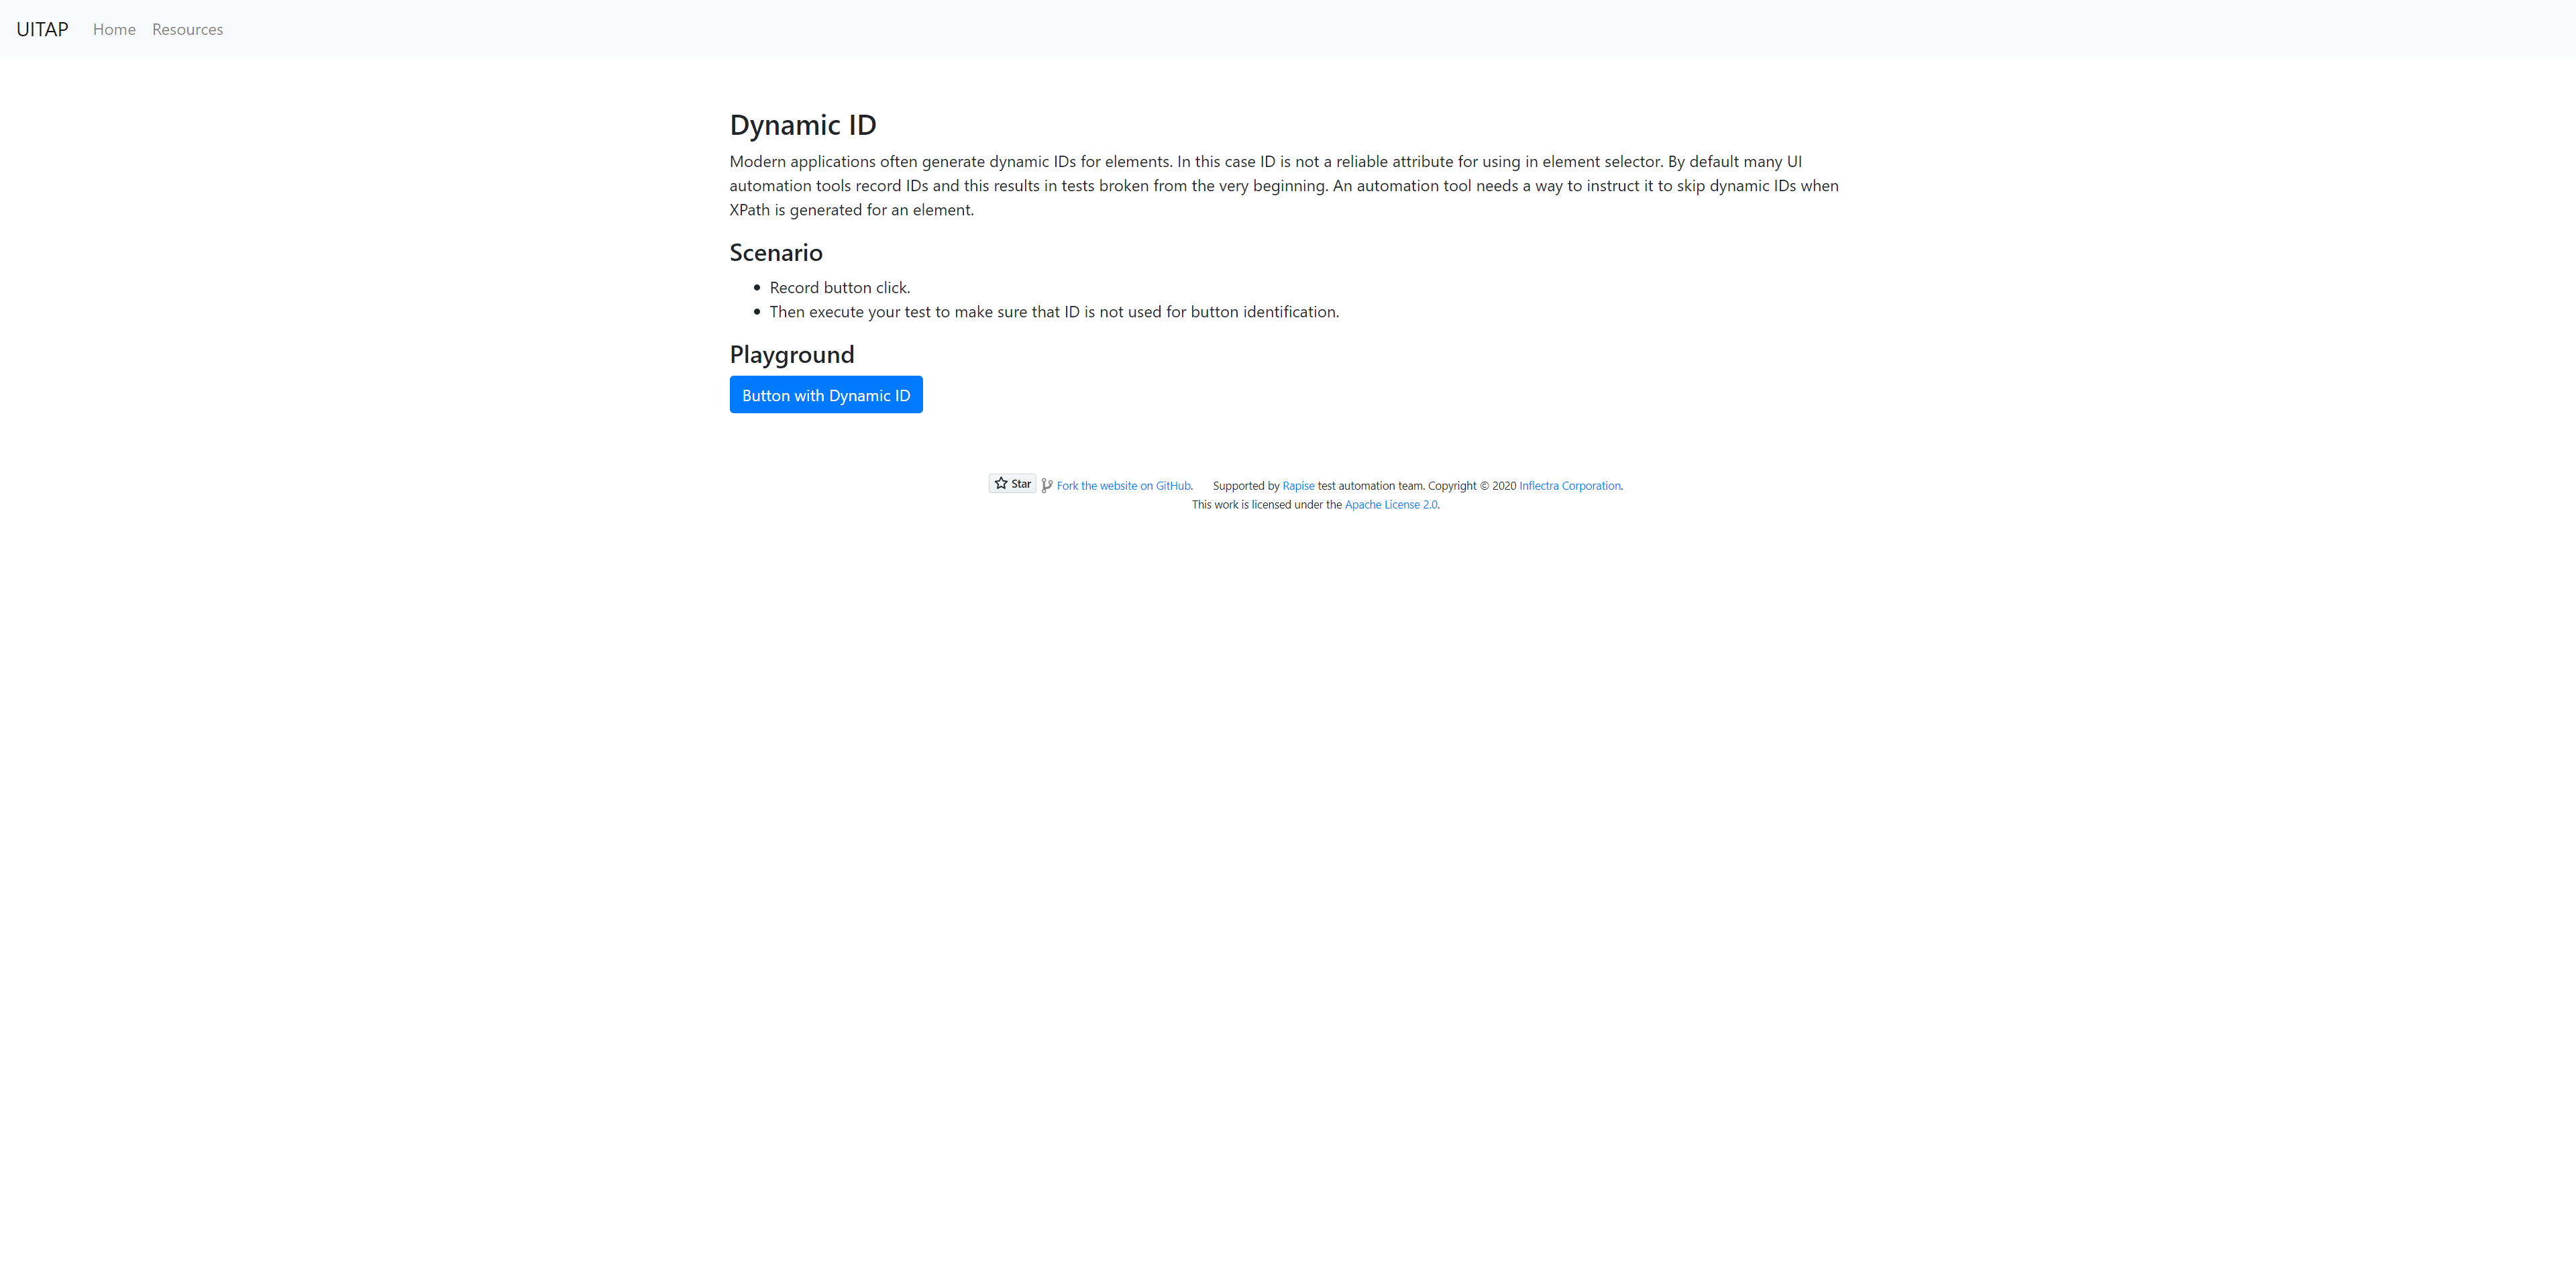 UITAP Home Resources
Dynamic ID
Modern applications often generate dynamic IDs for elements. In this case ID is not a reliable attribute for using in element selector. By default many UI
automation tools record IDs and this results in tests broken from the very beginning. An automation tool needs a way to instruct it to skip dynamic IDs when
XPath is generated for an element.
Scenario
• Record button click.
• Then execute your test to make sure that ID is not used for button identification.
Playground
Button with Dynamic ID
Star Fork the website on GitHub. Supported by Rapise test automation team. Copyright © 2020 Inflectra Corporation.
This work is licensed under the Apache License 2.0.